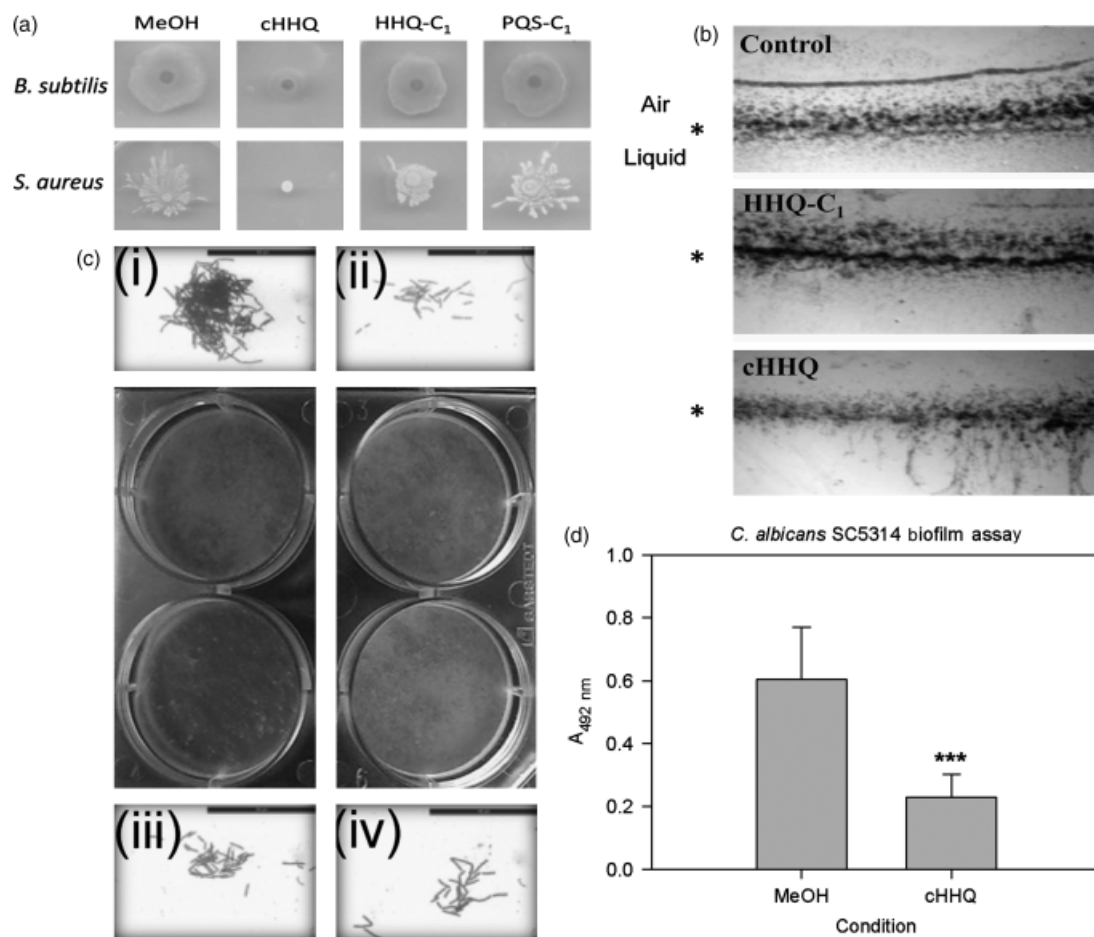 (a)
MeOH cHHQ HHQ-C₁ PQS-C₁
B. subtilis
S. aureus
(b)
Control
Air
*
Liquid
HHQ-C₁
*
cHHQ
*
(c)
(i) (ii)
SARSTEDT
(iii) (iv)
(d)
C. albicans SC5314 biofilm assay
1.0
0.8
0.6
0.4
0.2
0.0
A₄₉₂ nm
***
MeOH cHHQ
Condition